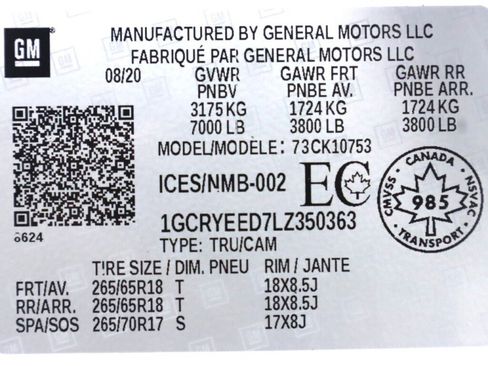 GM
MANUFACTURED BY GENERAL MOTORS LLC
FABRIQUÉ PAR GENERAL MOTORS LLC
08/20 GVWR GAWR FRT GAWR RR
PNBV PNBE AV. PNBE ARR.
3175 KG 1724 KG 1724 KG
7000 LB 3800 LB 3800 LB
MODEL/MODÈLE: 73CK10753
ICES/NMB-002 EC
1GCRYEED7LZ350363
TYPE: TRU/CAM
CANADA
CMVSS 985 NSVAC
TRANSPORT
6624
TIRE SIZE / DIM. PNEU RIM / JANTE
FRT/AV. 265/65R18 T 18X8.5J
RR/ARR. 265/65R18 T 18X8.5J
SPA/SOS 265/70R17 S 17X8J